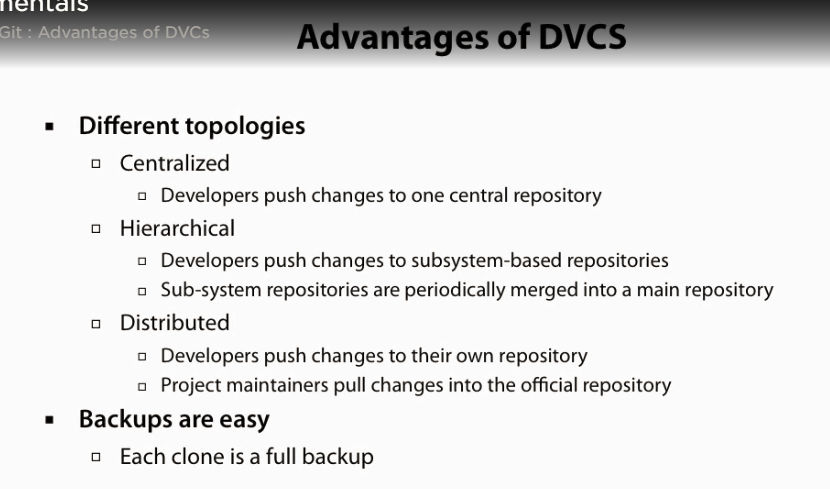 mentals
Git : Advantages of DVCs
Advantages of DVCS
Different topologies
Centralized
Developers push changes to one central repository
Hierarchical
Developers push changes to subsystem-based repositories
Sub-system repositories are periodically merged into a main repository
Distributed
Developers push changes to their own repository
Project maintainers pull changes into the official repository
Backups are easy
Each clone is a full backup